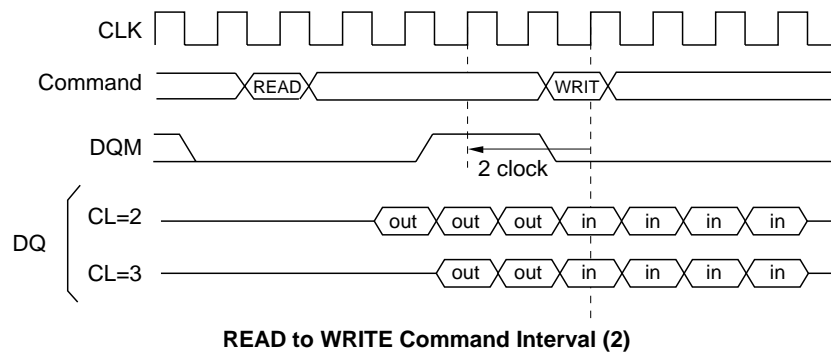 CLK
Command READ WRIT
DQM
2 clock
CL=2 out out out in in in in
DQ
CL=3 out out in in in in
READ to WRITE Command Interval (2)